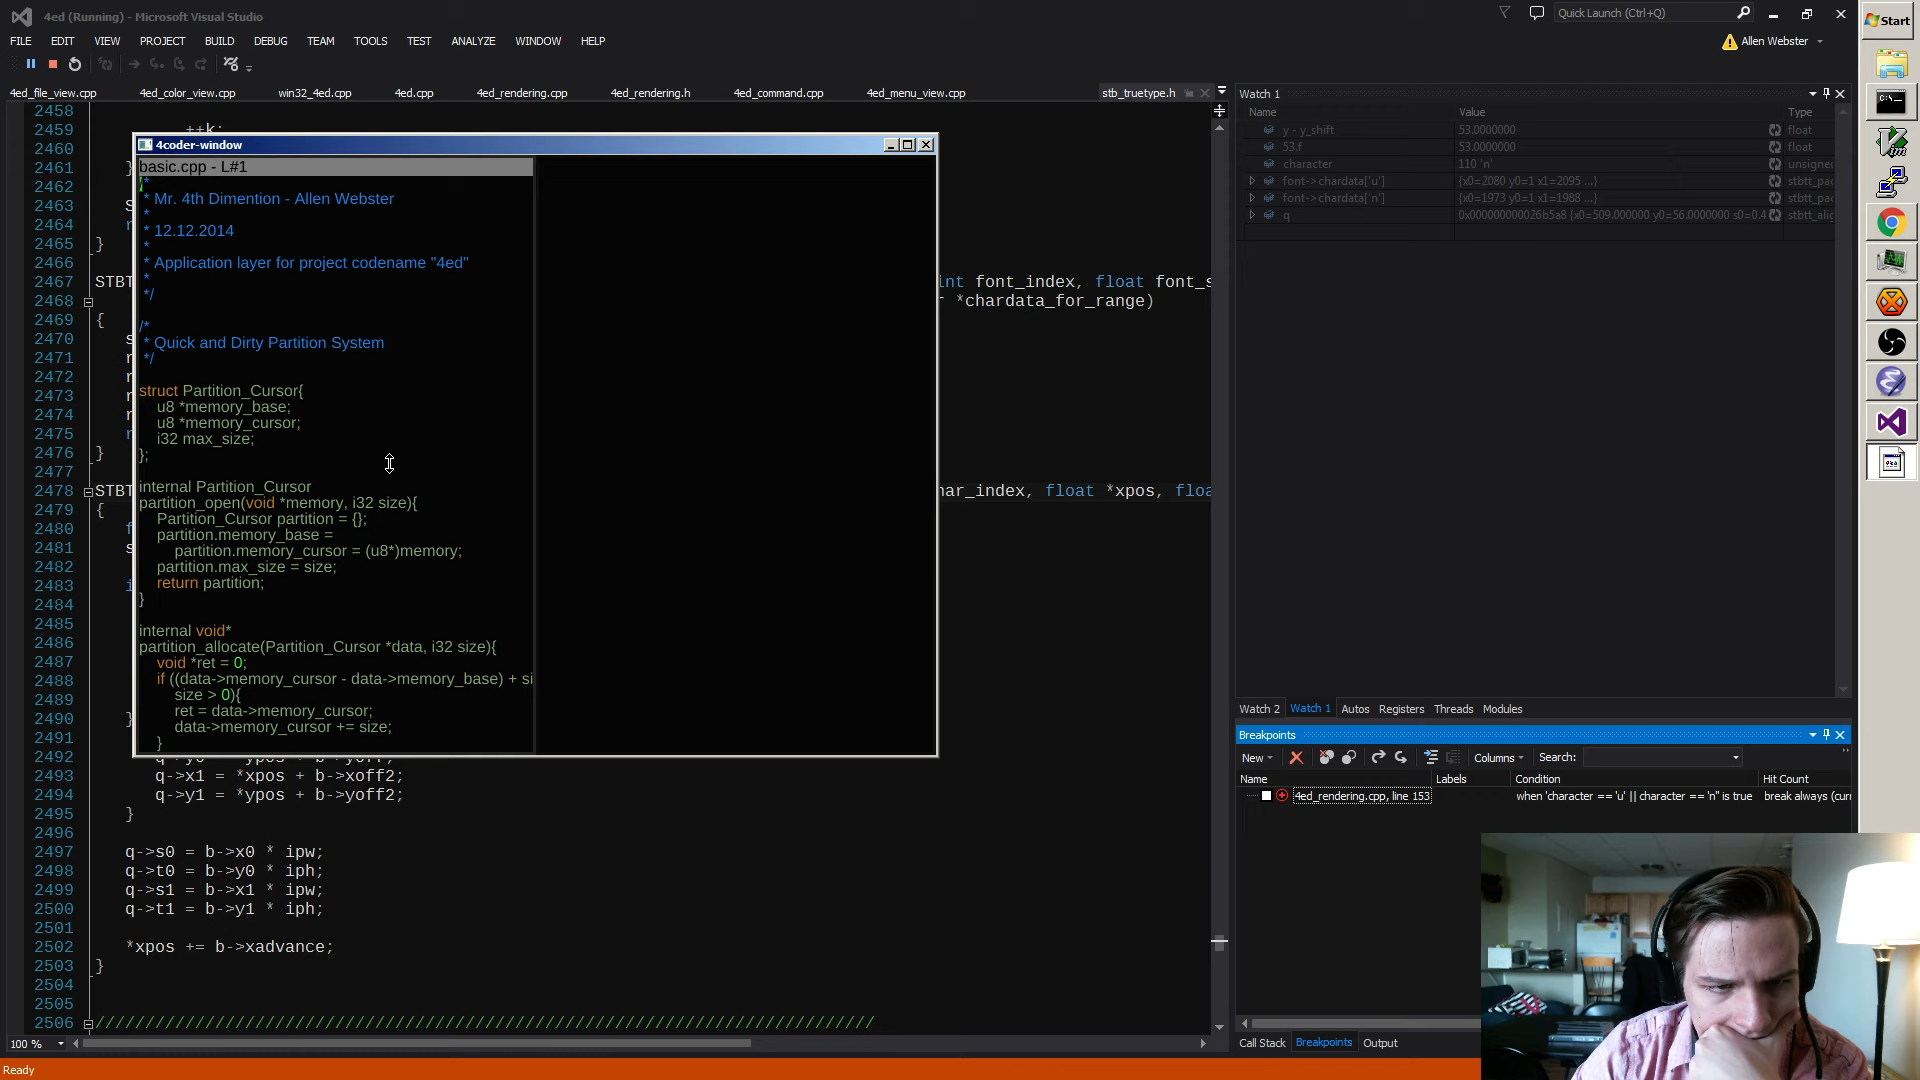 4ed (Running) - Microsoft Visual Studio
Quick Launch (Ctrl+Q)
FILE EDIT VIEW PROJECT BUILD DEBUG TEAM TOOLS TEST ANALYZE WINDOW HELP
Allen Webster
Start
4ed_file_view.cpp 4ed_color_view.cpp win32_4ed.cpp 4ed.cpp 4ed_rendering.cpp 4ed_rendering.h 4ed_command.cpp 4ed_menu_view.cpp stb_truetype.h
2458
2459 ++k;
2460
2461 }
2462
2463
2464
2465 }
2466
2467 STBT int font_index, float font_s
2468 *chardata_for_range)
2469 {
2470
2471
2472
2473
2474
2475
2476 }
2477
2478 STBT har_index, float *xpos, floa
2479 {
2480
2481
2482
2483
2484
2485
2486
2487
2488
2489
2490 }
2491
2492
2493 q->x1 = *xpos + b->xoff2;
2494 q->y1 = *ypos + b->yoff2;
2495 }
2496
2497 q->s0 = b->x0 * ipw;
2498 q->t0 = b->y0 * iph;
2499 q->s1 = b->x1 * ipw;
2500 q->t1 = b->y1 * iph;
2501
2502 *xpos += b->xadvance;
2503 }
2504
2505
2506 //////////////////////////////////////////////////////////////////////////////
100 %
4coder-window
basic.cpp - L#1
/*
* Mr. 4th Dimention - Allen Webster
*
* 12.12.2014
*
* Application layer for project codename "4ed"
*
*/
/*
* Quick and Dirty Partition System
*/
struct Partition_Cursor{
u8 *memory_base;
u8 *memory_cursor;
i32 max_size;
};
internal Partition_Cursor
partition_open(void *memory, i32 size){
Partition_Cursor partition = {};
partition.memory_base =
partition.memory_cursor = (u8*)memory;
partition.max_size = size;
return partition;
}
internal void*
partition_allocate(Partition_Cursor *data, i32 size){
void *ret = 0;
if ((data->memory_cursor - data->memory_base) + si
size > 0){
ret = data->memory_cursor;
data->memory_cursor += size;
}
Watch 1
Name Value Type
y - y_shift 53.0000000 float
53.f 53.0000000 float
character 110 'n' unsigne
font->chardata['u'] {x0=2080 y0=1 x1=2095 ...} stbtt_pac
font->chardata['n'] {x0=1973 y0=1 x1=1988 ...} stbtt_pac
q 0x000000000026b5a8 {x0=509.000000 y0=56.0000000 s0=0.4 stbtt_alig
Watch 2 Watch 1 Autos Registers Threads Modules
Breakpoints
New Columns Search:
Name Labels Condition Hit Count
4ed_rendering.cpp, line 153 when 'character == 'u' || character == 'n'' is true break always (curr
Call Stack Breakpoints Output
Ready